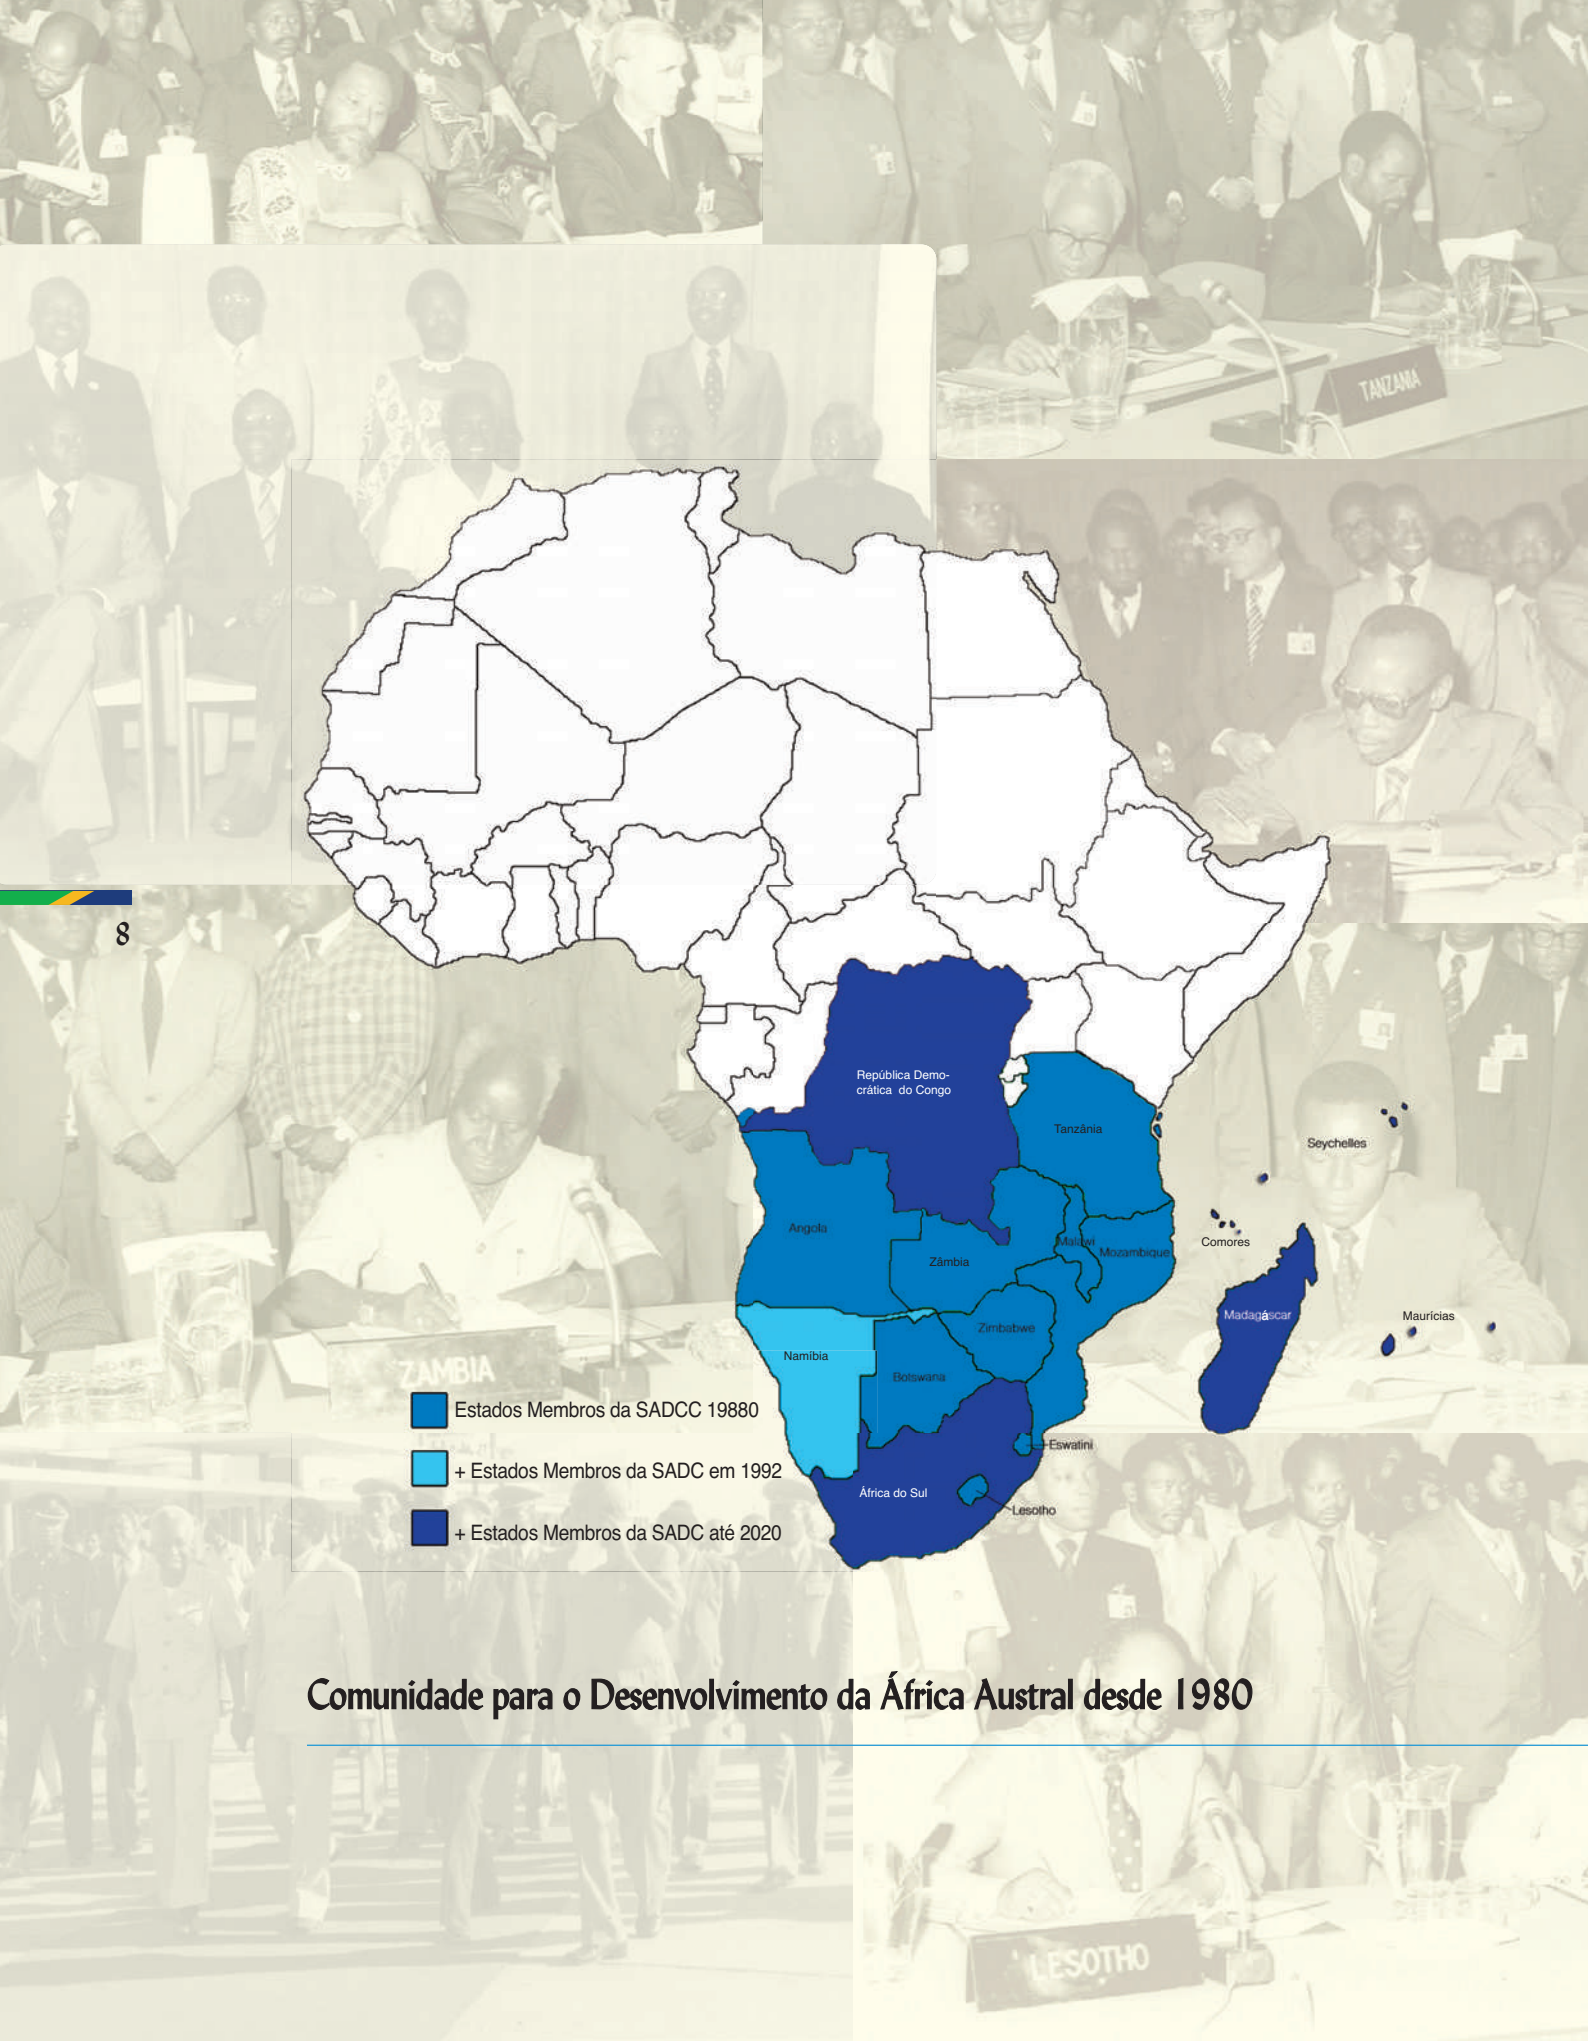 TANZANIA
8
República Demo-
crática do Congo
Tanzânia
Seychelles
Angola
Malawi
Mozambique
Comores
Zâmbia
Madagáscar
Maurícias
Zimbabwe
Namíbia
Botswana
ZAMBIA
Estados Membros da SADCC 19880
Eswatini
+ Estados Membros da SADC em 1992
África do Sul
Lesotho
+ Estados Membros da SADC até 2020
Comunidade para o Desenvolvimento da África Austral desde 1980
LESOTHO